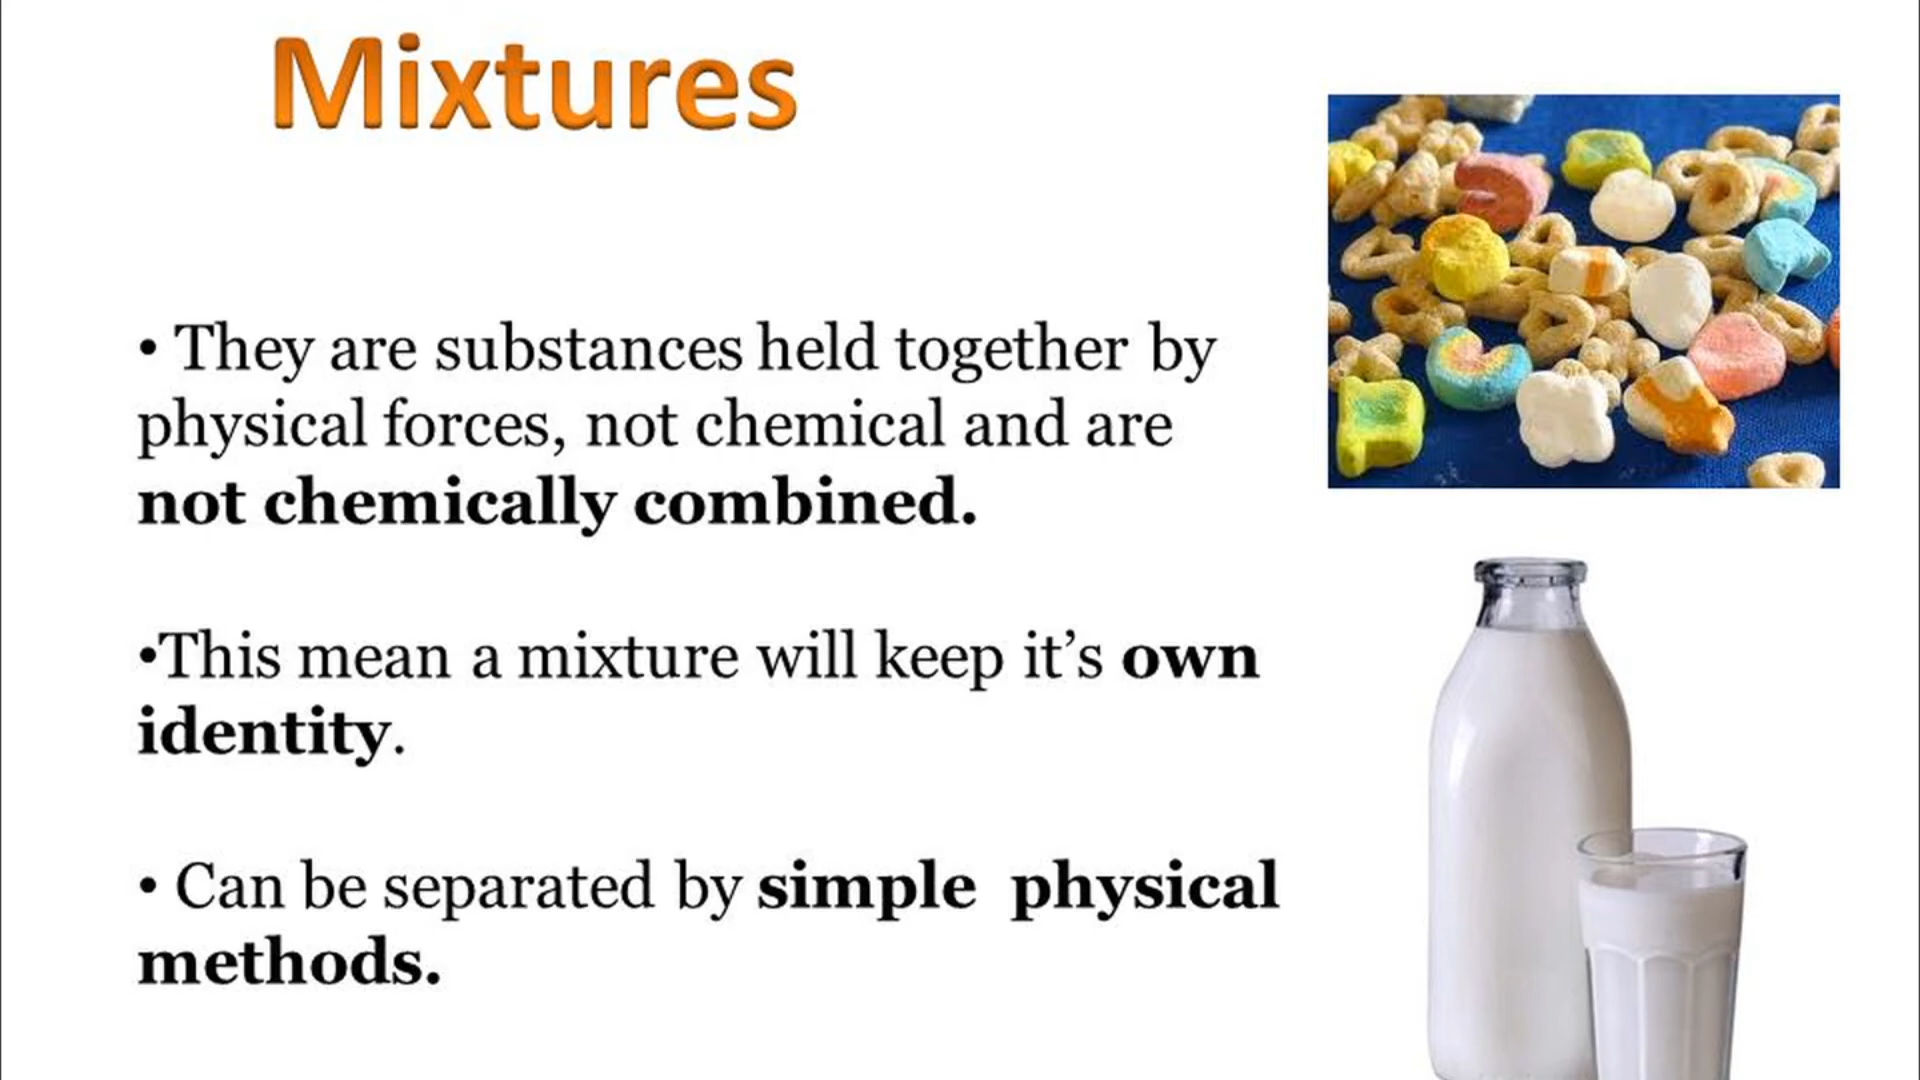 Mixtures
• They are substances held together by
physical forces, not chemical and are
not chemically combined.
•This mean a mixture will keep it’s own
identity.
• Can be separated by simple physical
methods.